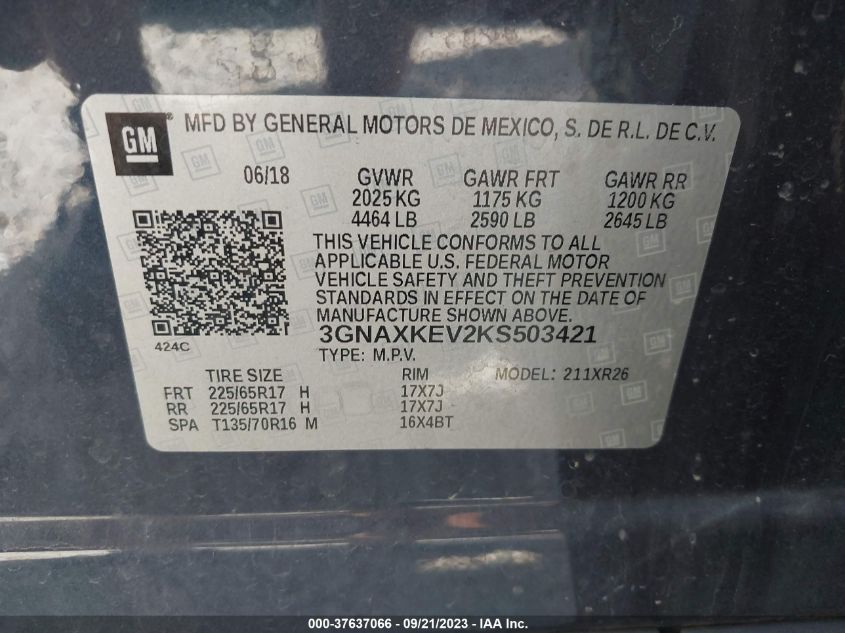 GM
MFD BY GENERAL MOTORS DE MEXICO, S. DE R.L. DE C.V.
06/18 GVWR GAWR FRT GAWR RR
2025 KG 1175 KG 1200 KG
4464 LB 2590 LB 2645 LB
THIS VEHICLE CONFORMS TO ALL
APPLICABLE U.S. FEDERAL MOTOR
VEHICLE SAFETY AND THEFT PREVENTION
STANDARDS IN EFFECT ON THE DATE OF
MANUFACTURE SHOWN ABOVE.
424C
3GNAXKEV2KS503421
TYPE: M.P.V.
TIRE SIZE RIM MODEL: 211XR26
FRT 225/65R17 H 17X7J
RR 225/65R17 H 17X7J
SPA T135/70R16 M 16X4BT
000-37637066 - 09/21/2023 - IAA Inc.